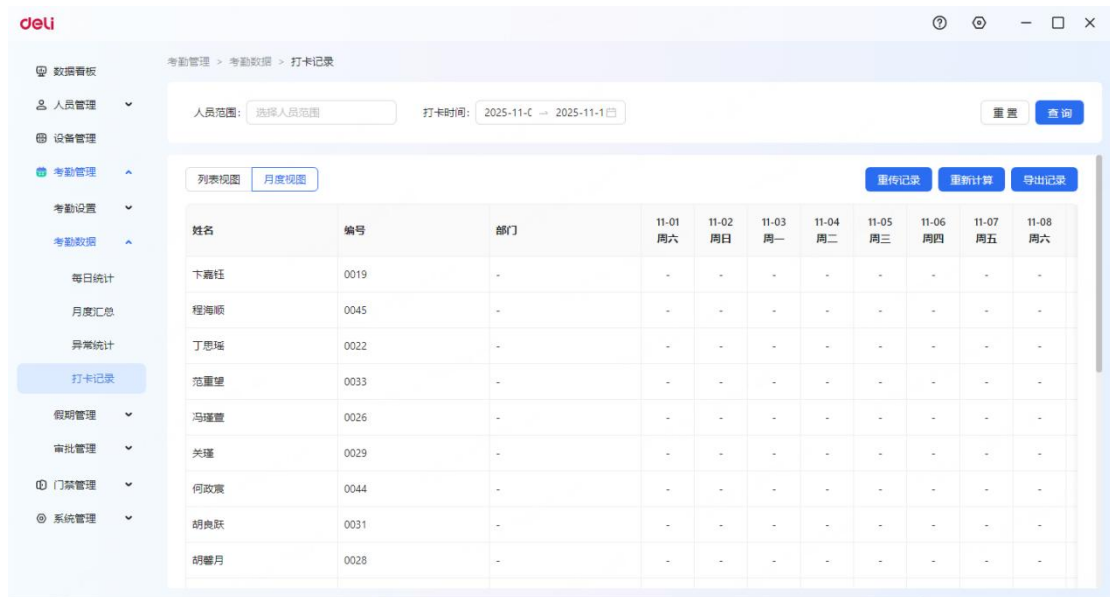 deli
考勤管理 > 考勤数据 > 打卡记录
数据看板
人员管理
设备管理
考勤管理
考勤设置
考勤数据
每日统计
月度汇总
异常统计
打卡记录
假期管理
审批管理
门禁管理
系统管理
人员范围： 选择人员范围 打卡时间： 2025-11-0 → 2025-11-1 重置 查询
列表视图 月度视图 重传记录 重新计算 导出记录
姓名 编号 部门 11-01 周六 11-02 周日 11-03 周一 11-04 周二 11-05 周三 11-06 周四 11-07 周五 11-08 周六
卞嘉钰 0019 - - - - - - - - -
程海顺 0045 - - - - - - - - -
丁思瑶 0022 - - - - - - - - -
范重望 0033 - - - - - - - - -
冯瑾萱 0026 - - - - - - - - -
关瑾 0029 - - - - - - - - -
何政宸 0044 - - - - - - - - -
胡良跃 0031 - - - - - - - - -
胡馨月 0028 - - - - - - - - -